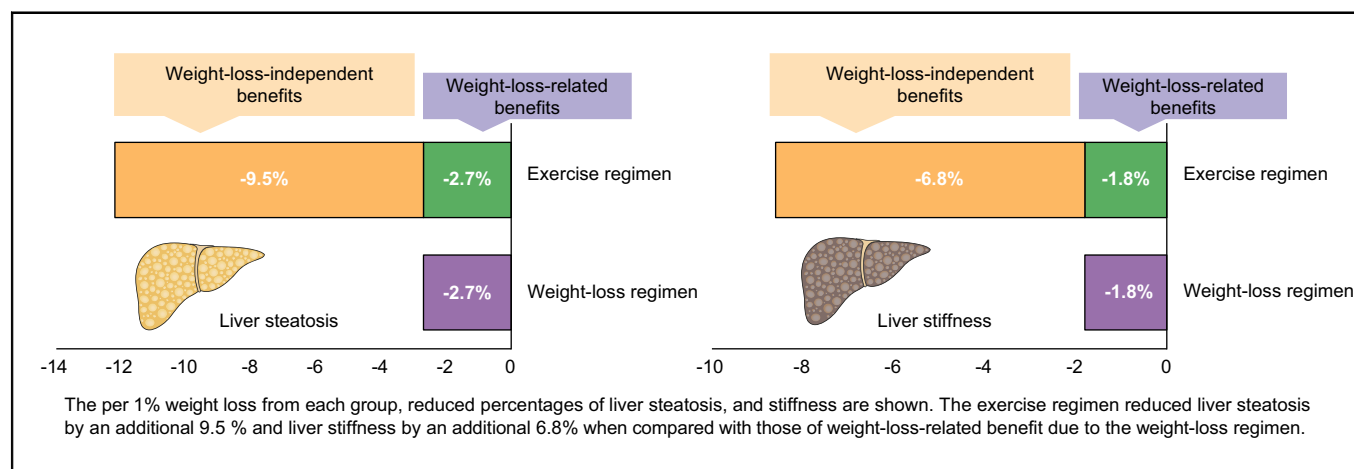 Weight-loss-independent
benefits
Weight-loss-related
benefits
-9.5%
-2.7%
Exercise regimen
-2.7%
Weight-loss regimen
Liver steatosis
-14
-12
-10
-8
-6
-4
-2
0
Weight-loss-independent
benefits
Weight-loss-related
benefits
-6.8%
-1.8%
Exercise regimen
-1.8%
Weight-loss regimen
Liver stiffness
-10
-8
-6
-4
-2
0
The per 1% weight loss from each group, reduced percentages of liver steatosis, and stiffness are shown. The exercise regimen reduced liver steatosis
by an additional 9.5 % and liver stiffness by an additional 6.8% when compared with those of weight-loss-related benefit due to the weight-loss regimen.